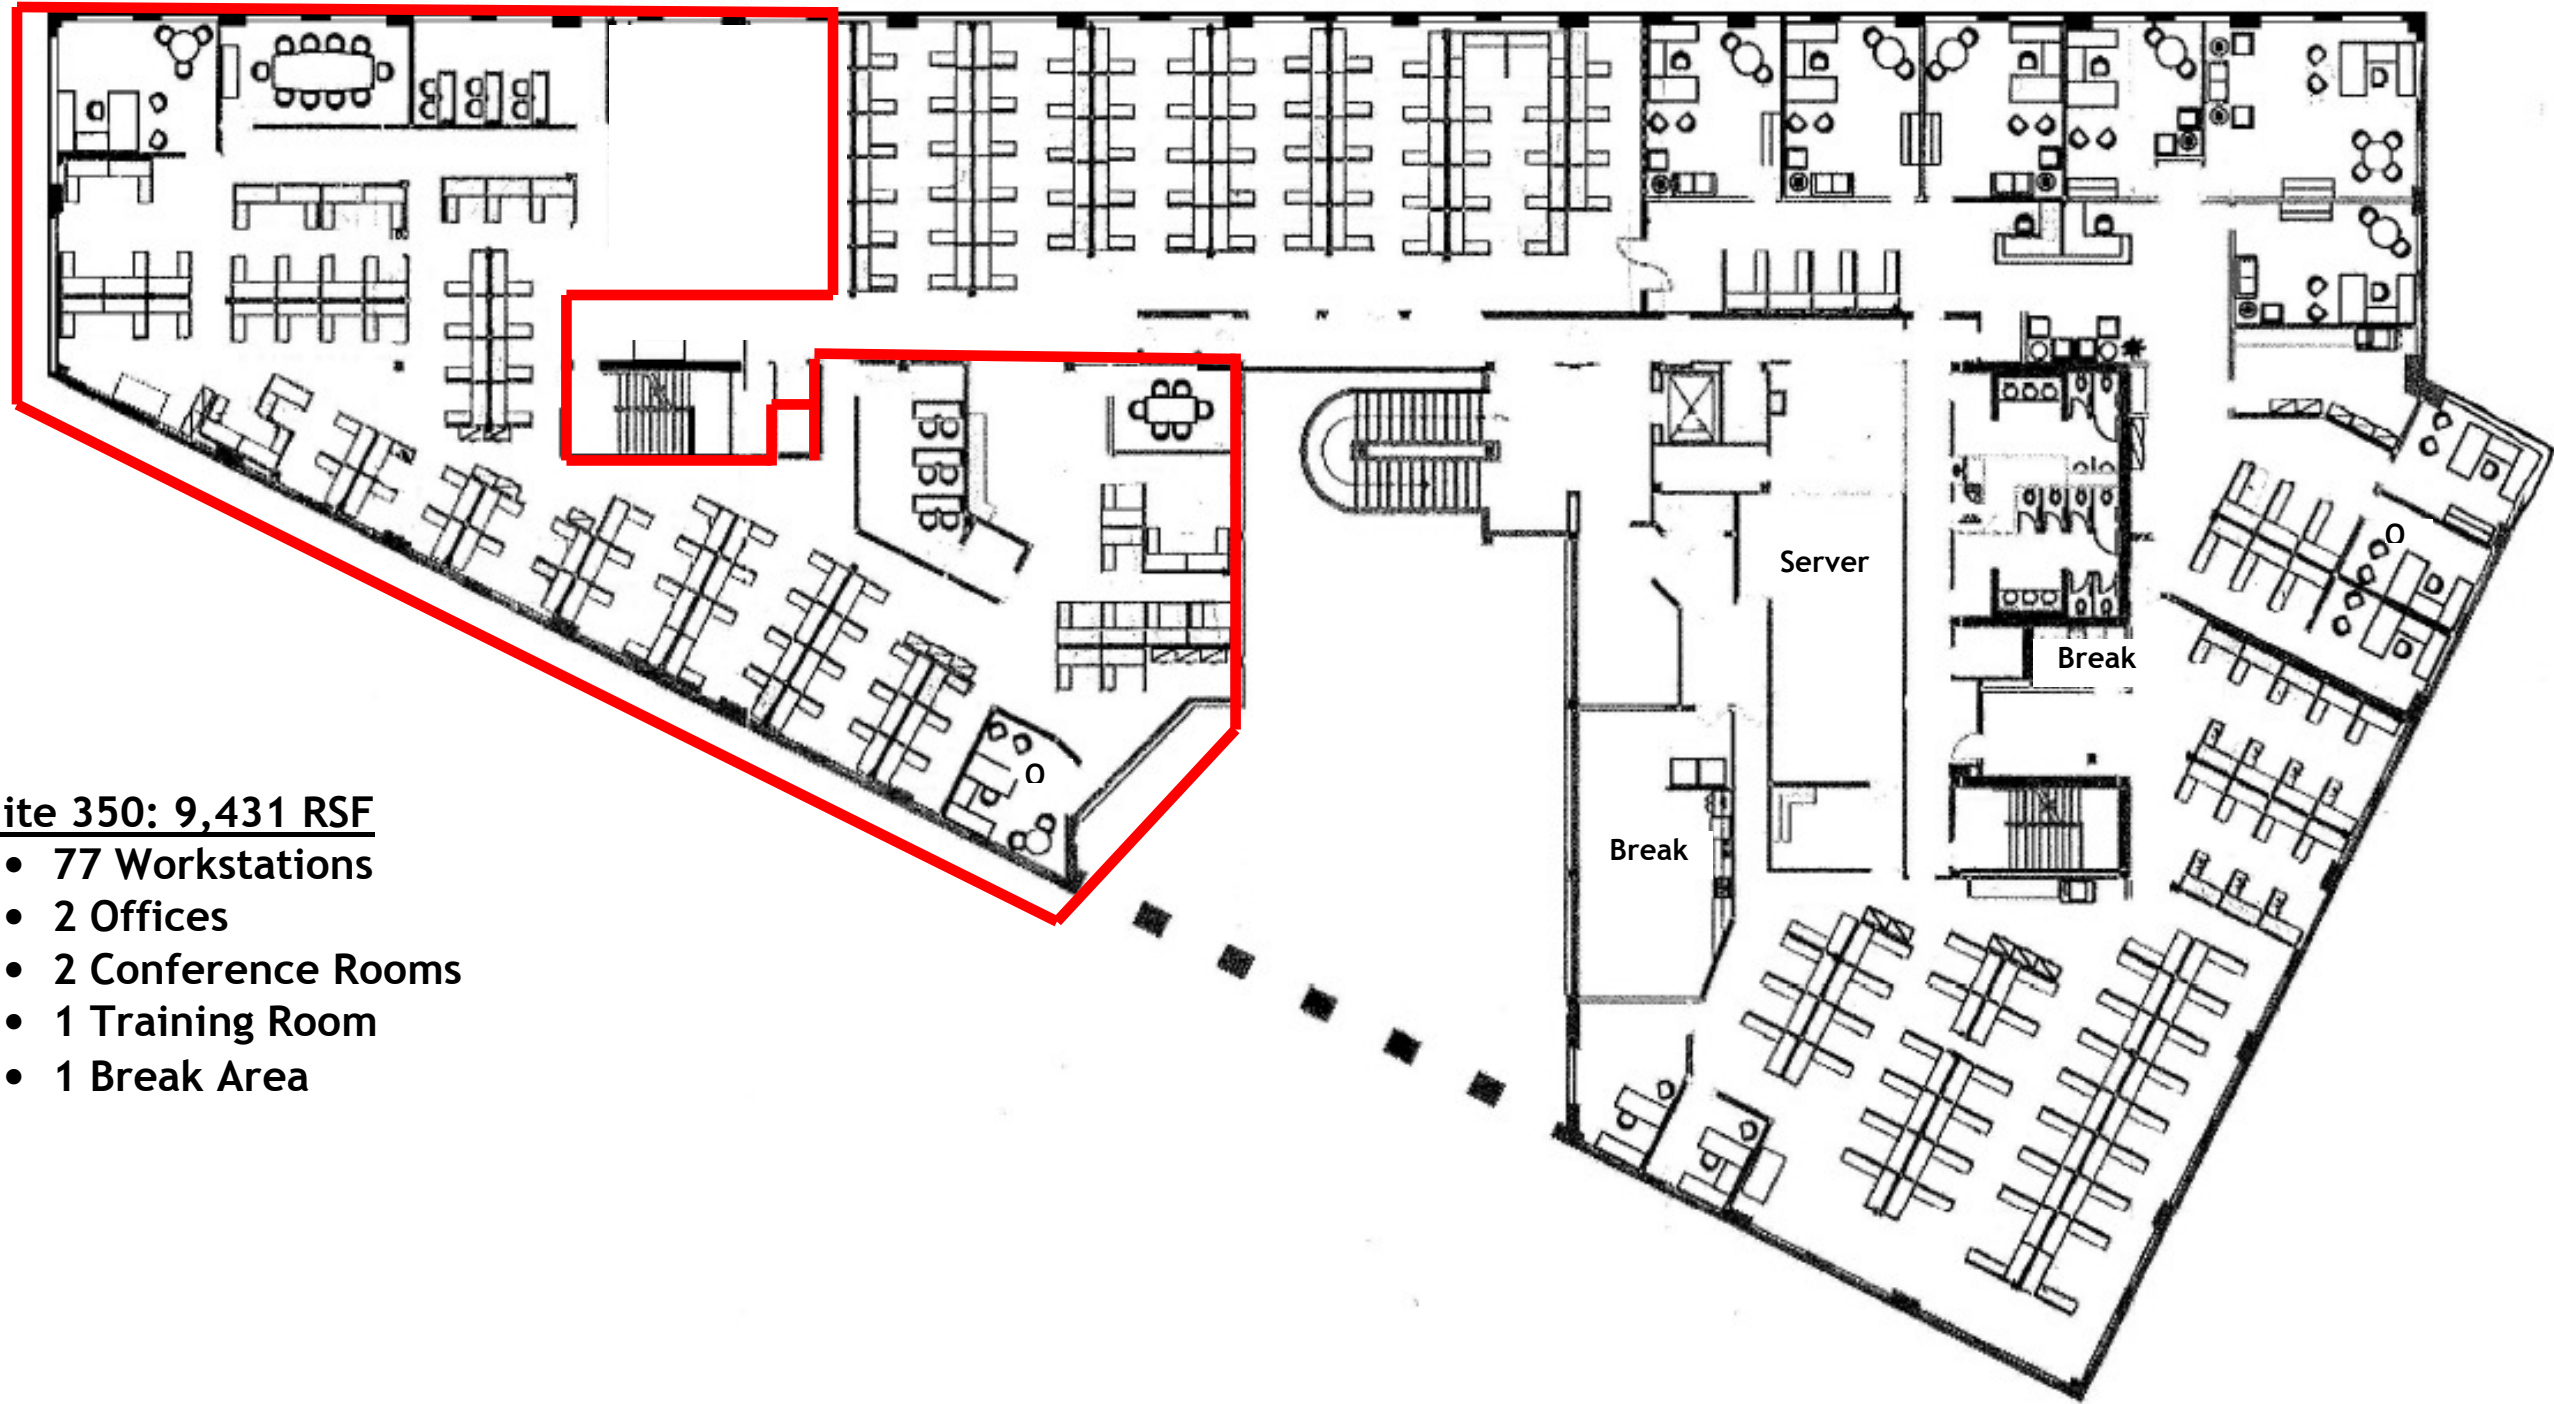 O
Server
Break
O
Break
ite 350: 9,431 RSF
• 77 Workstations
• 2 Offices
• 2 Conference Rooms
• 1 Training Room
• 1 Break Area